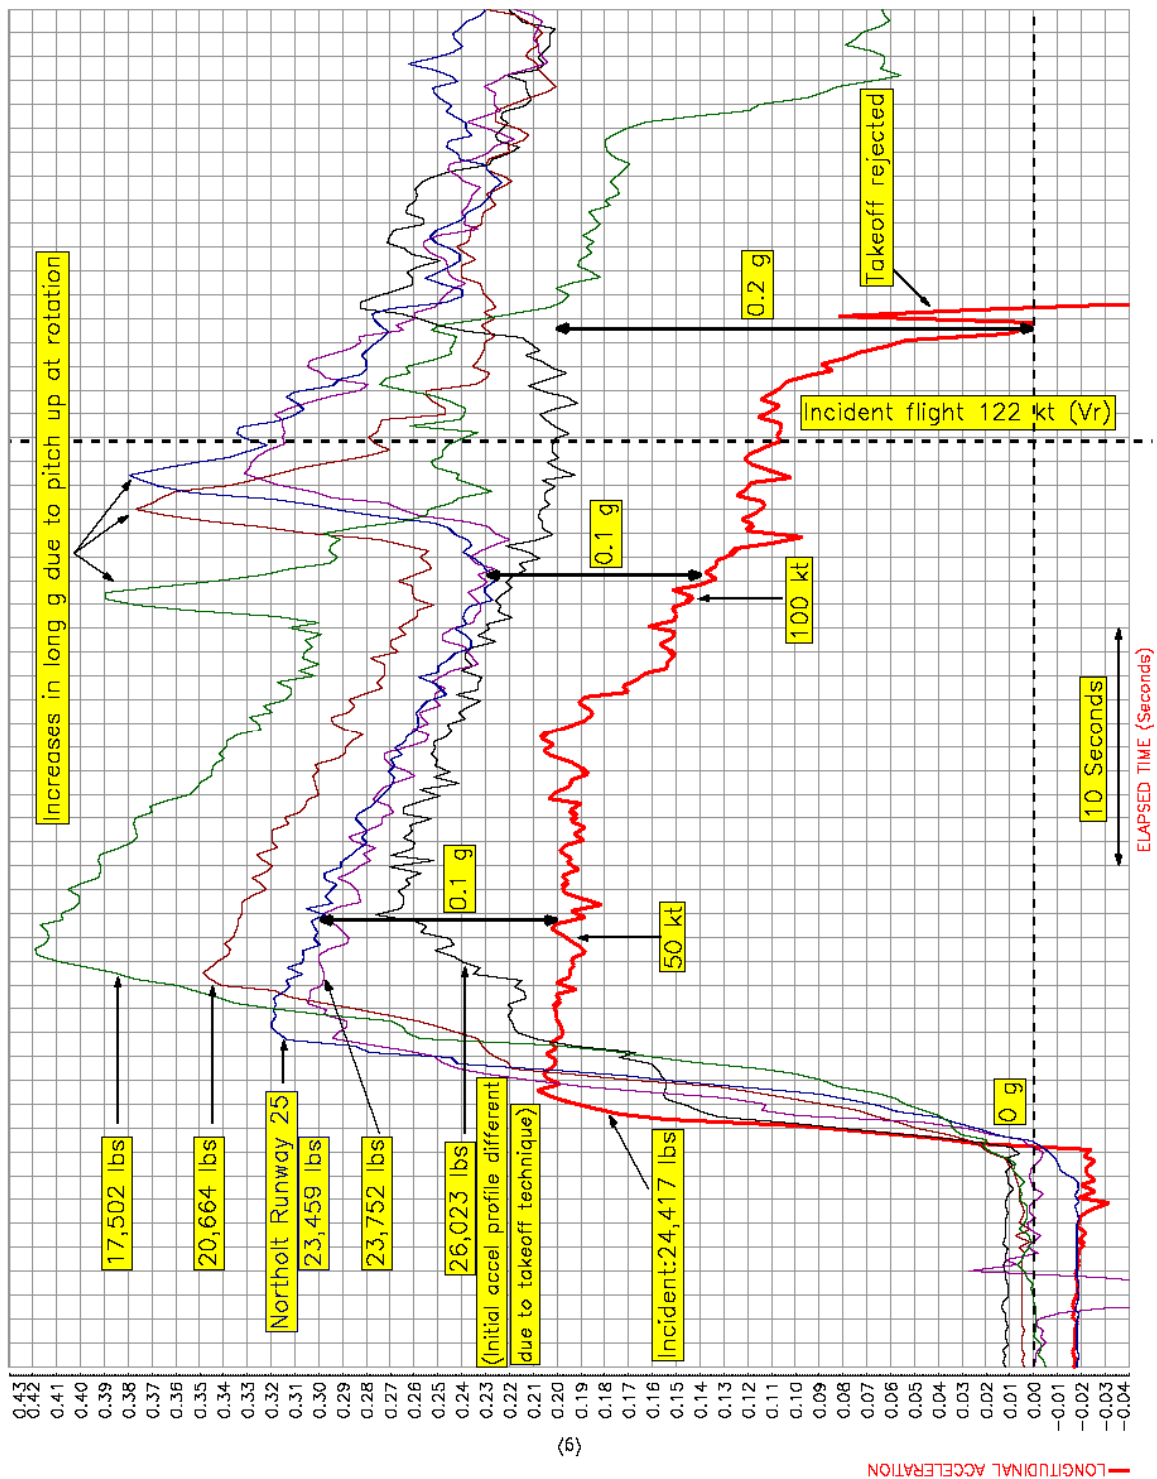 Increases in long g due to pitch up at rotation
17,502 lbs
20,664 lbs
Northolt Runway 25
23,459 lbs
23,752 lbs
26,023 lbs
(Initial accel profile different
due to takeoff technique)
Incident:24,417 lbs
0.1 g
50 kt
0.1 g
100 kt
0.2 g
Takeoff rejected
Incident flight 122 kt (Vr)
0 g
10 Seconds
ELAPSED TIME (Seconds)
LONGITUDINAL ACCELERATION
(g)
0.43
0.42
0.41
0.40
0.39
0.38
0.37
0.36
0.35
0.34
0.33
0.32
0.31
0.30
0.29
0.28
0.27
0.26
0.25
0.24
0.23
0.22
0.21
0.20
0.19
0.18
0.17
0.16
0.15
0.14
0.13
0.12
0.11
0.10
0.09
0.08
0.07
0.06
0.05
0.04
0.03
0.02
0.01
0.00
-0.01
-0.02
-0.03
-0.04